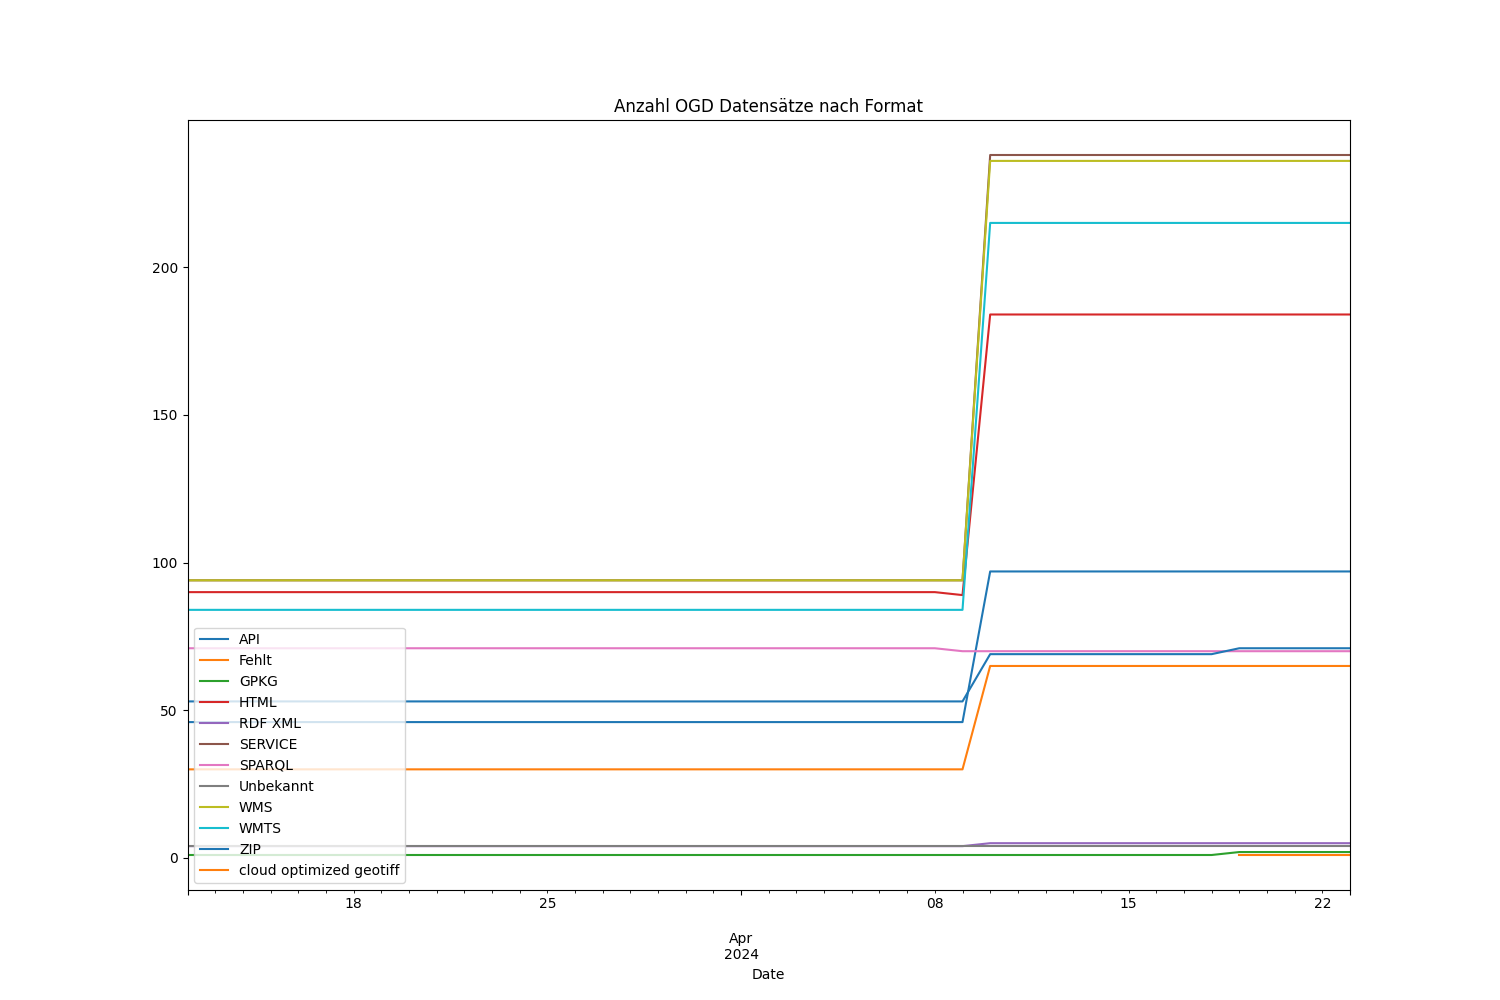 Anzahl OGD Datensätze nach Format
200
150
100
50
0
API
Fehlt
GPKG
HTML
RDF XML
SERVICE
SPARQL
Unbekannt
WMS
WMTS
ZIP
cloud optimized geotiff
18 25 08 15 22
Apr
2024
Date